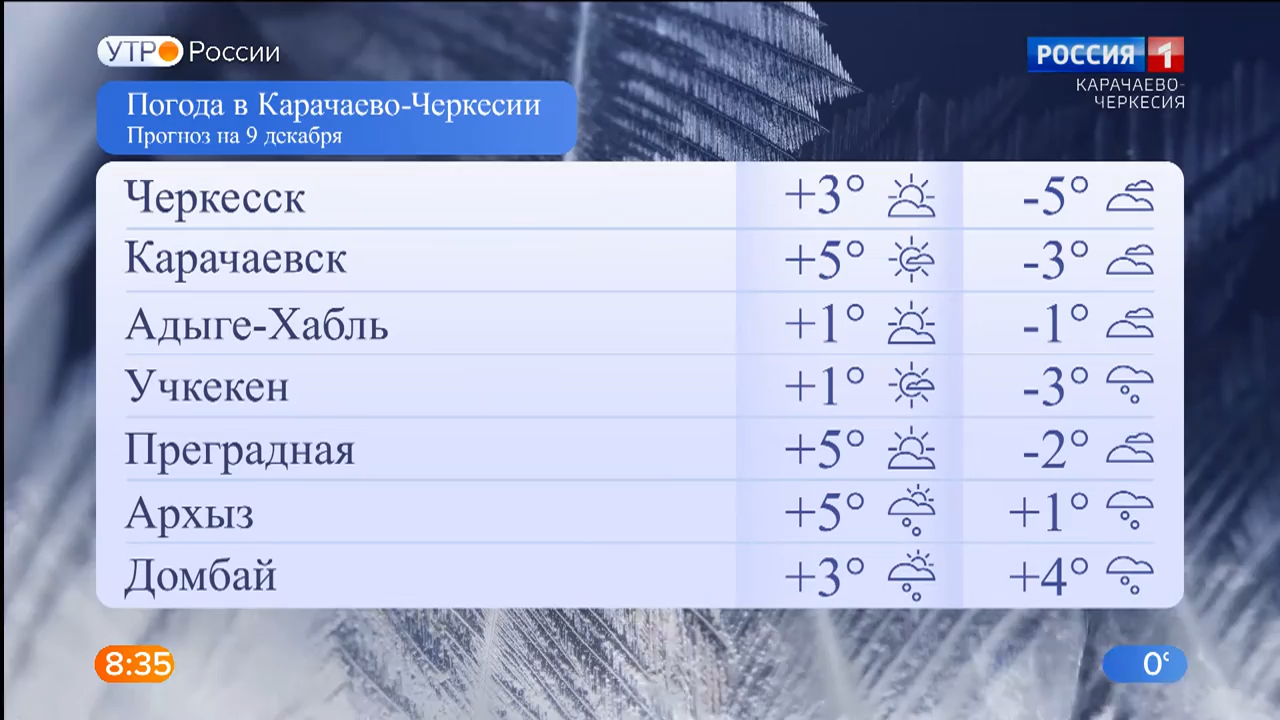 УТРО России
РОССИЯ 1
КАРАЧАЕВО-
ЧЕРКЕСИЯ
Погода в Карачаево-Черкесии
Прогноз на 9 декабря
Черкесск +3° -5°
Карачаевск +5° -3°
Адыге-Хабль +1° -1°
Учкекен +1° -3°
Преградная +5° -2°
Архыз +5° +1°
Домбай +3° +4°
8:35
0°